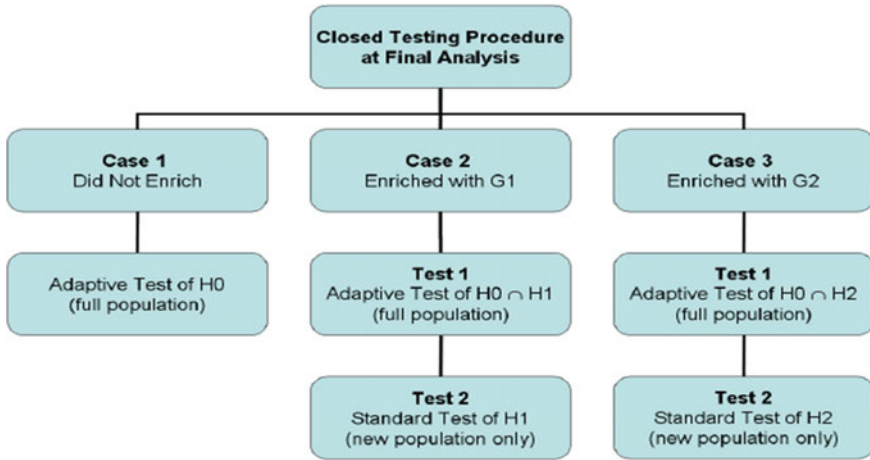 Closed Testing Procedure
at Final Analysis
Case 1
Did Not Enrich
Case 2
Enriched with G1
Case 3
Enriched with G2
Adaptive Test of H0
(full population)
Test 1
Adaptive Test of H0 ∩ H1
(full population)
Test 1
Adaptive Test of H0 ∩ H2
(full population)
Test 2
Standard Test of H1
(new population only)
Test 2
Standard Test of H2
(new population only)